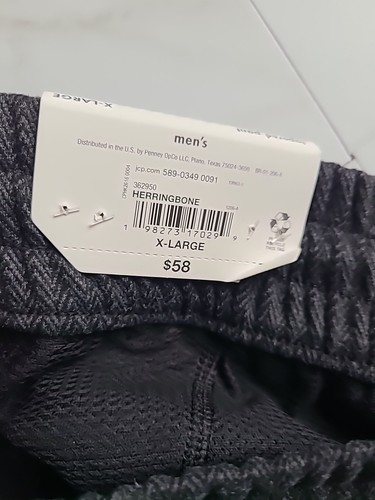 X-LARGE
men's
Distributed in the U.S. by Penney OpCo LLC, Plano, Texas
jcp.com 589-0349 0091
362950
HERRINGBONE
1 98273 17029 9
X-LARGE
$58